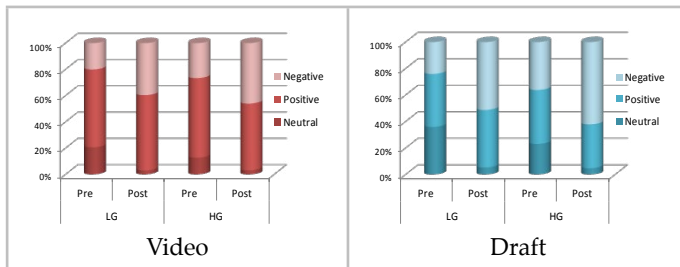 100%
80%
60%
40%
20%
0%
Negative
Positive
Neutral
Pre Post Pre Post
LG HG
Video
100%
80%
60%
40%
20%
0%
Negative
Positive
Neutral
Pre Post Pre Post
LG HG
Draft